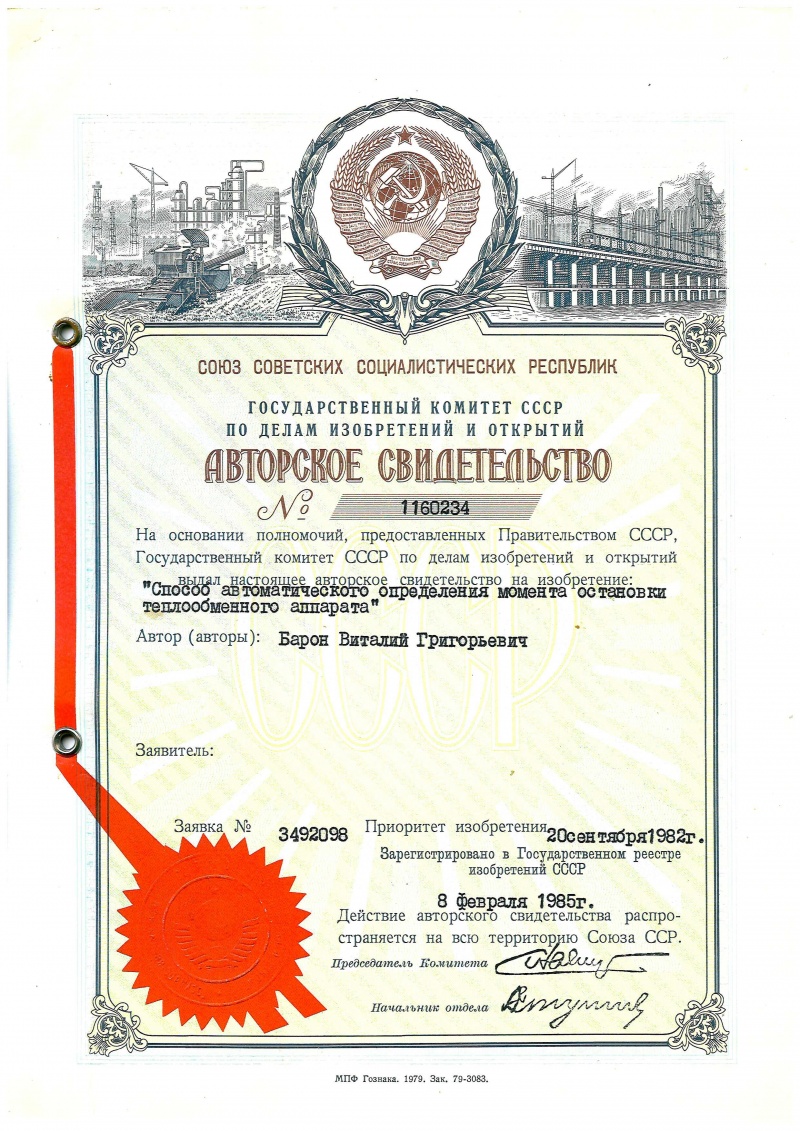 СОЮЗ СОВЕТСКИХ СОЦИАЛИСТИЧЕСКИХ РЕСПУБЛИК
ГОСУДАРСТВЕННЫЙ КОМИТЕТ СССР
ПО ДЕЛАМ ИЗОБРЕТЕНИЙ И ОТКРЫТИЙ
АВТОРСКОЕ СВИДЕТЕЛЬСТВО
№ 1160234
На основании полномочий, предоставленных Правительством СССР,
Государственный комитет СССР по делам изобретений и открытий
выдал настоящее авторское свидетельство на изобретение:
"Способ автоматического определения момента остановки
теплообменного аппарата"
Автор (авторы): Барон Виталий Григорьевич
СССР
Заявитель:
Заявка № 3492098 Приоритет изобретения 20сентября1982г.
Зарегистрировано в Государственном реестре
изобретений СССР
8 февраля 1985г.
Действие авторского свидетельства распро-
страняется на всю территорию Союза ССР.
Председатель Комитета
Начальник отдела
МПФ Гознака. 1979. Зак. 79-3083.